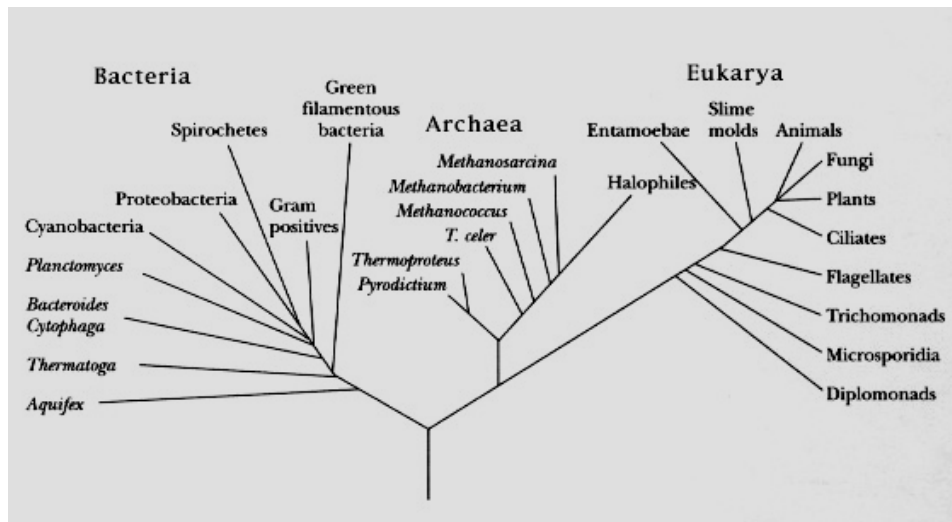 Bacteria
Green
filamentous
bacteria
Spirochetes
Proteobacteria
Gram
positives
Cyanobacteria
Planctomyces
Bacteroides
Cytophaga
Thermatoga
Aquifex
Archaea
Methanosarcina
Methanobacterium
Methanococcus
T. celer
Thermoproteus
Pyrodictium
Halophiles
Eukarya
Entamoebae
Slime
molds
Animals
Fungi
Plants
Ciliates
Flagellates
Trichomonads
Microsporidia
Diplomonads